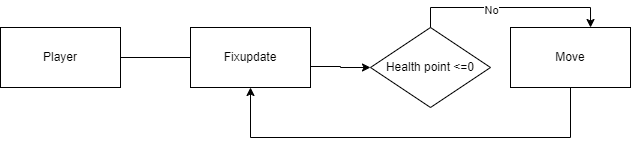 No
Player
Fixupdate
Health point <=0
Move